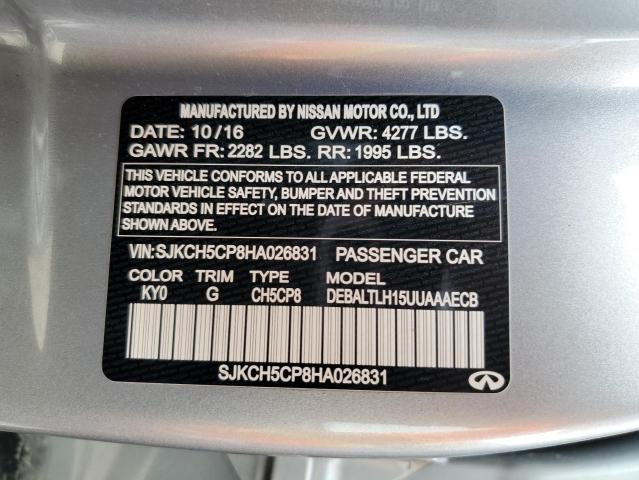 MANUFACTURED BY NISSAN MOTOR CO., LTD
DATE: 10/16 GVWR: 4277 LBS.
GAWR FR: 2282 LBS. RR: 1995 LBS.
THIS VEHICLE CONFORMS TO ALL APPLICABLE FEDERAL
MOTOR VEHICLE SAFETY, BUMPER AND THEFT PREVENTION
STANDARDS IN EFFECT ON THE DATE OF MANUFACTURE
SHOWN ABOVE.
VIN:SJKCH5CP8HA026831 PASSENGER CAR
COLOR TRIM TYPE MODEL
KY0 G CH5CP8 DEBALTLH15UUAAAECB
SJKCH5CP8HA026831